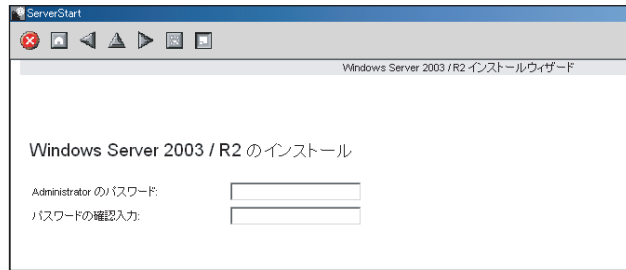 ServerStart
Windows Server 2003 / R2 インストールウィザード
Windows Server 2003 / R2 のインストール
Administrator のパスワード:
パスワードの確認入力: